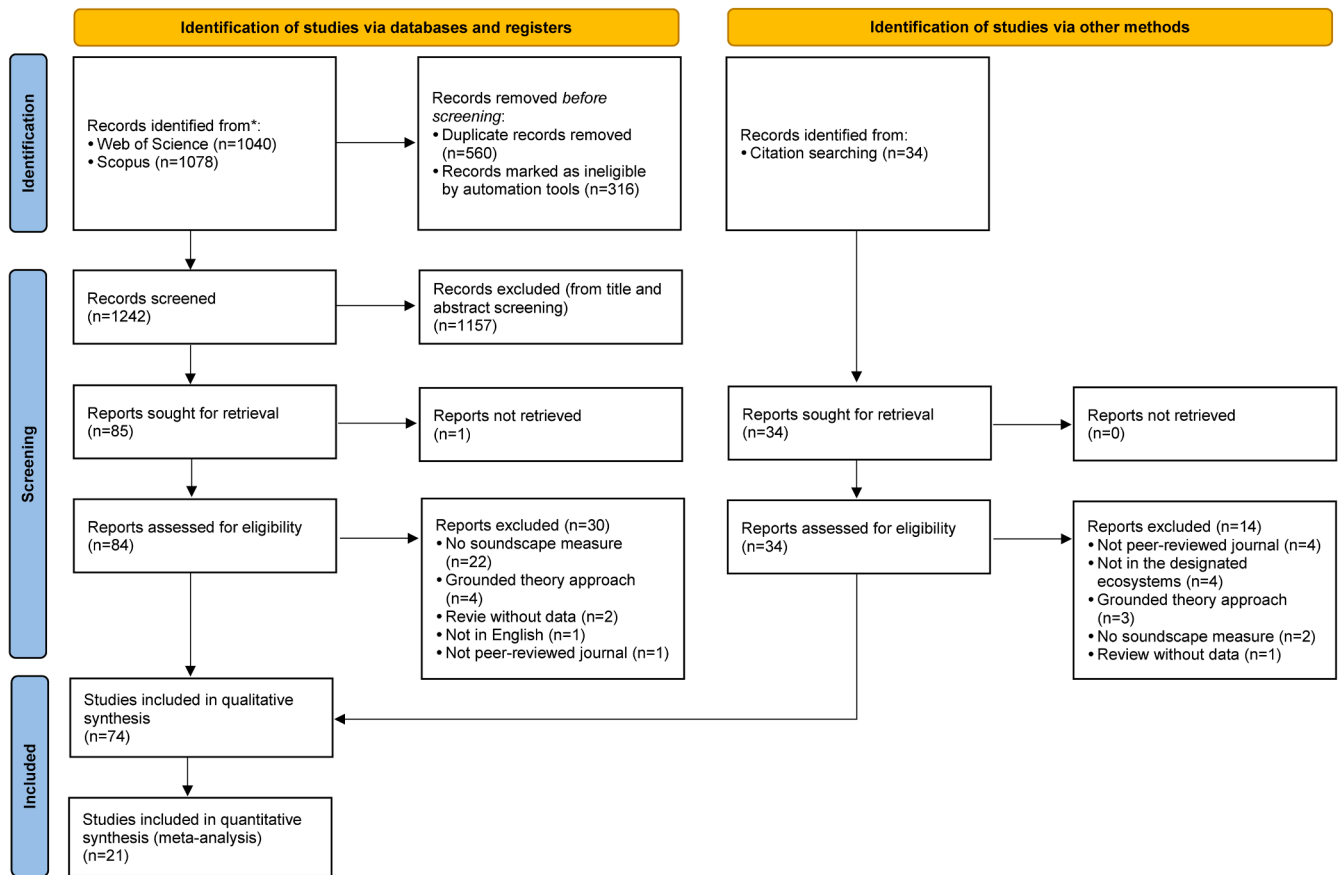 Identification of studies via databases and registers
Identification of studies via other methods
Identification
Records identified from*:
• Web of Science (n=1040)
• Scopus (n=1078)
Records removed before
screening:
• Duplicate records removed
(n=560)
• Records marked as ineligible
by automation tools (n=316)
Records identified from:
• Citation searching (n=34)
Screening
Records screened
(n=1242)
Records excluded (from title and
abstract screening)
(n=1157)
Reports sought for retrieval
(n=85)
Reports not retrieved
(n=1)
Reports sought for retrieval
(n=34)
Reports not retrieved
(n=0)
Reports assessed for eligibility
(n=84)
Reports excluded (n=30)
• No soundscape measure
(n=22)
• Grounded theory approach
(n=4)
• Revie without data (n=2)
• Not in English (n=1)
• Not peer-reviewed journal (n=1)
Reports assessed for eligibility
(n=34)
Reports excluded (n=14)
• Not peer-reviewed journal (n=4)
• Not in the designated
ecosystems (n=4)
• Grounded theory approach
(n=3)
• No soundscape measure (n=2)
• Review without data (n=1)
Included
Studies included in qualitative
synthesis
(n=74)
Studies included in quantitative
synthesis (meta-analysis)
(n=21)